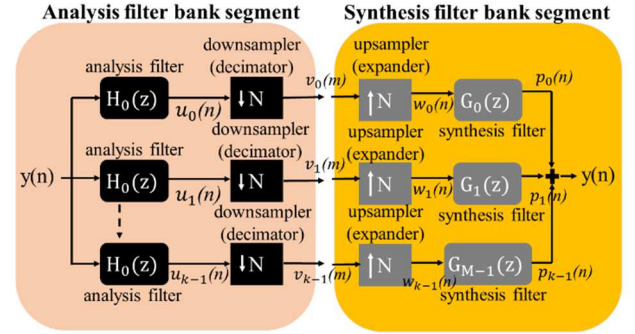 Analysis filter bank segment
Synthesis filter bank segment
downsampler
(decimator)
upsampler
(expander)
analysis filter
H₀(z)
u₀(n)
↓N
v₀(m)
↑N
w₀(n)
G₀(z)
p₀(n)
synthesis filter
downsampler
(decimator)
upsampler
(expander)
analysis filter
y(n)
H₀(z)
u₁(n)
↓N
v₁(m)
↑N
w₁(n)
G₁(z)
p₁(n)
y(n)
synthesis filter
downsampler
(decimator)
upsampler
(expander)
H₀(z)
uₖ₋₁(n)
↓N
vₖ₋₁(m)
↑N
wₖ₋₁(n)
G_M−1(z)
pₖ₋₁(n)
analysis filter
synthesis filter